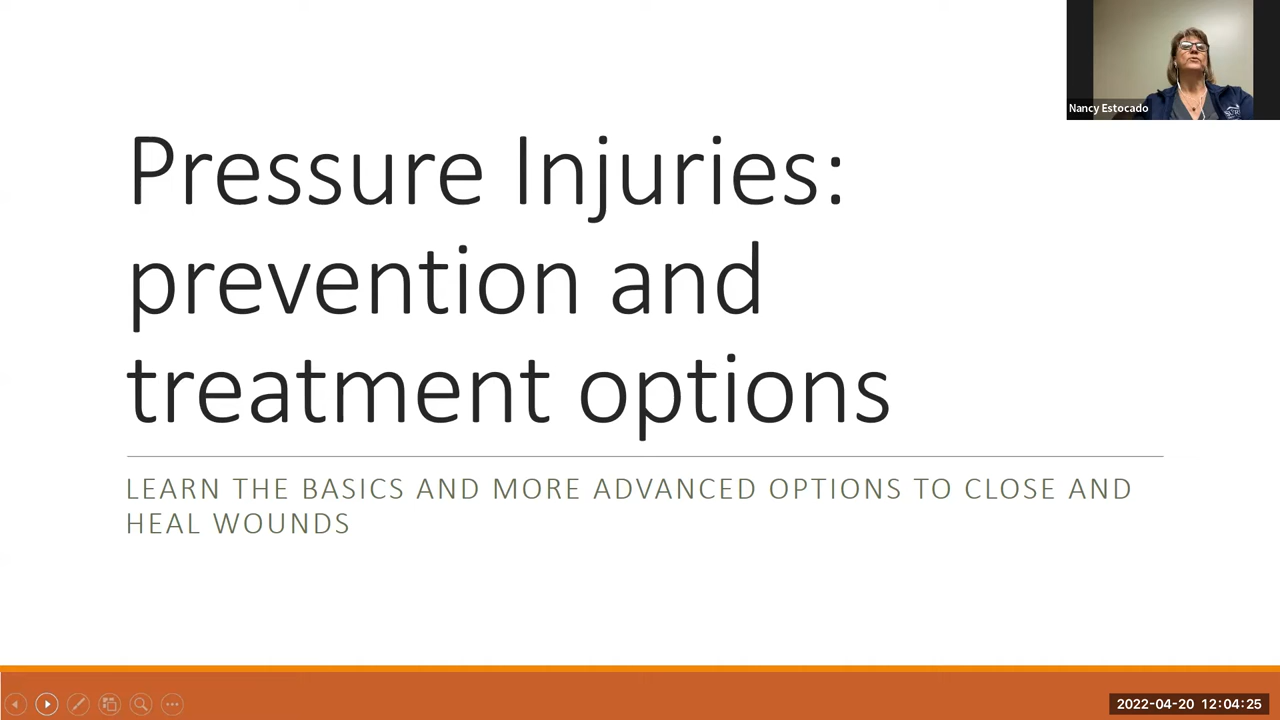 Nancy Estocado
Pressure Injuries:
prevention and
treatment options
LEARN THE BASICS AND MORE ADVANCED OPTIONS TO CLOSE AND
HEAL WOUNDS
2022-04-20 12:04:25